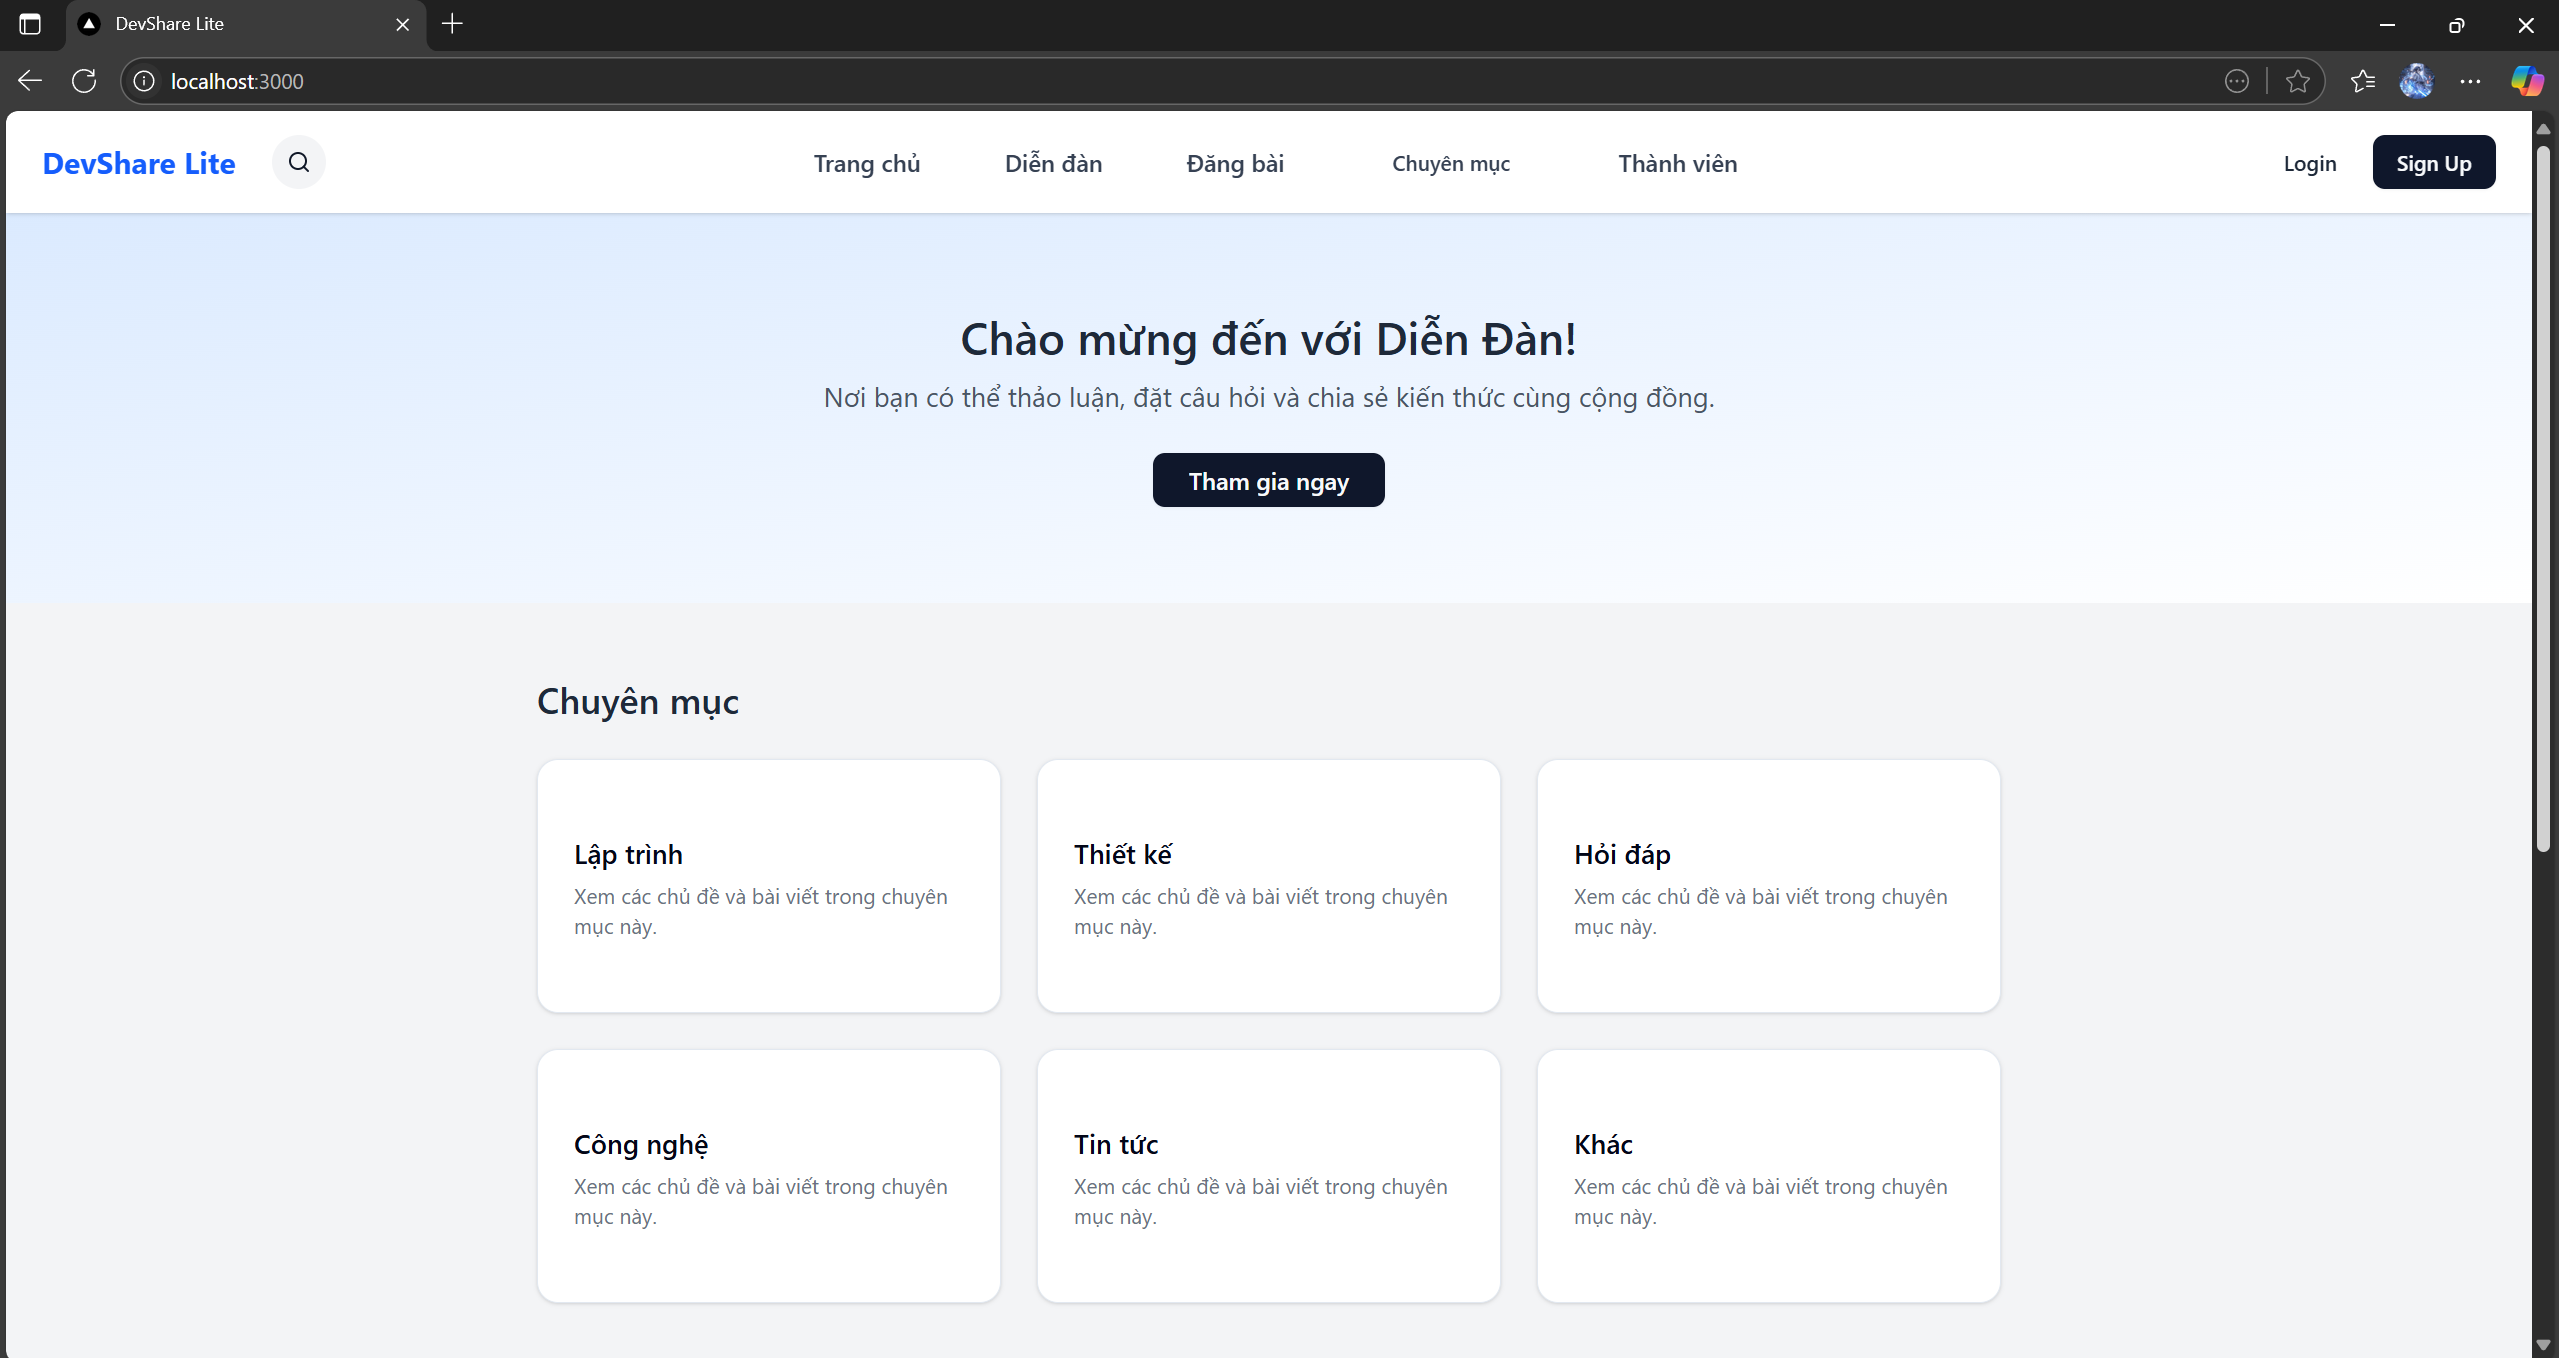 DevShare Lite
localhost:3000
DevShare Lite
Trang chủ
Diễn đàn
Đăng bài
Chuyên mục
Thành viên
Login
Sign Up
Chào mừng đến với Diễn Đàn!
Nơi bạn có thể thảo luận, đặt câu hỏi và chia sẻ kiến thức cùng cộng đồng.
Tham gia ngay
Chuyên mục
Lập trình
Xem các chủ đề và bài viết trong chuyên
mục này.
Thiết kế
Xem các chủ đề và bài viết trong chuyên
mục này.
Hỏi đáp
Xem các chủ đề và bài viết trong chuyên
mục này.
Công nghệ
Xem các chủ đề và bài viết trong chuyên
mục này.
Tin tức
Xem các chủ đề và bài viết trong chuyên
mục này.
Khác
Xem các chủ đề và bài viết trong chuyên
mục này.